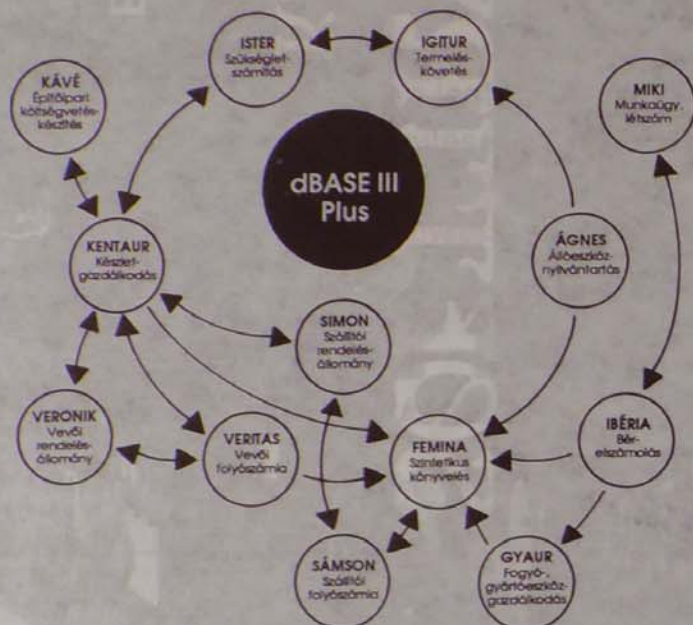 ISTER
Szükséglet-
számítás
IGITUR
Termelés-
követés
KÁVÉ
Építőipari
költségvetés-
készítés
MIKI
Munkaügy,
létszám
dBASE III
Plus
KENTAUR
Készlet-
gazdálkodás
ÁGNES
Állóeszköz-
nyilvántartás
SIMON
Szállítói
rendelés-
állomány
VERONIK
Vevői
rendelés-
állomány
VERITAS
Vevői
folyószámla
FEMINA
Szintetikus
könyvelés
IBÉRIA
Bér-
elszámolás
SÁMSON
Szállítói
folyószámla
GYAUR
Fogyó-,
gyártóeszköz-
gazdálkodás